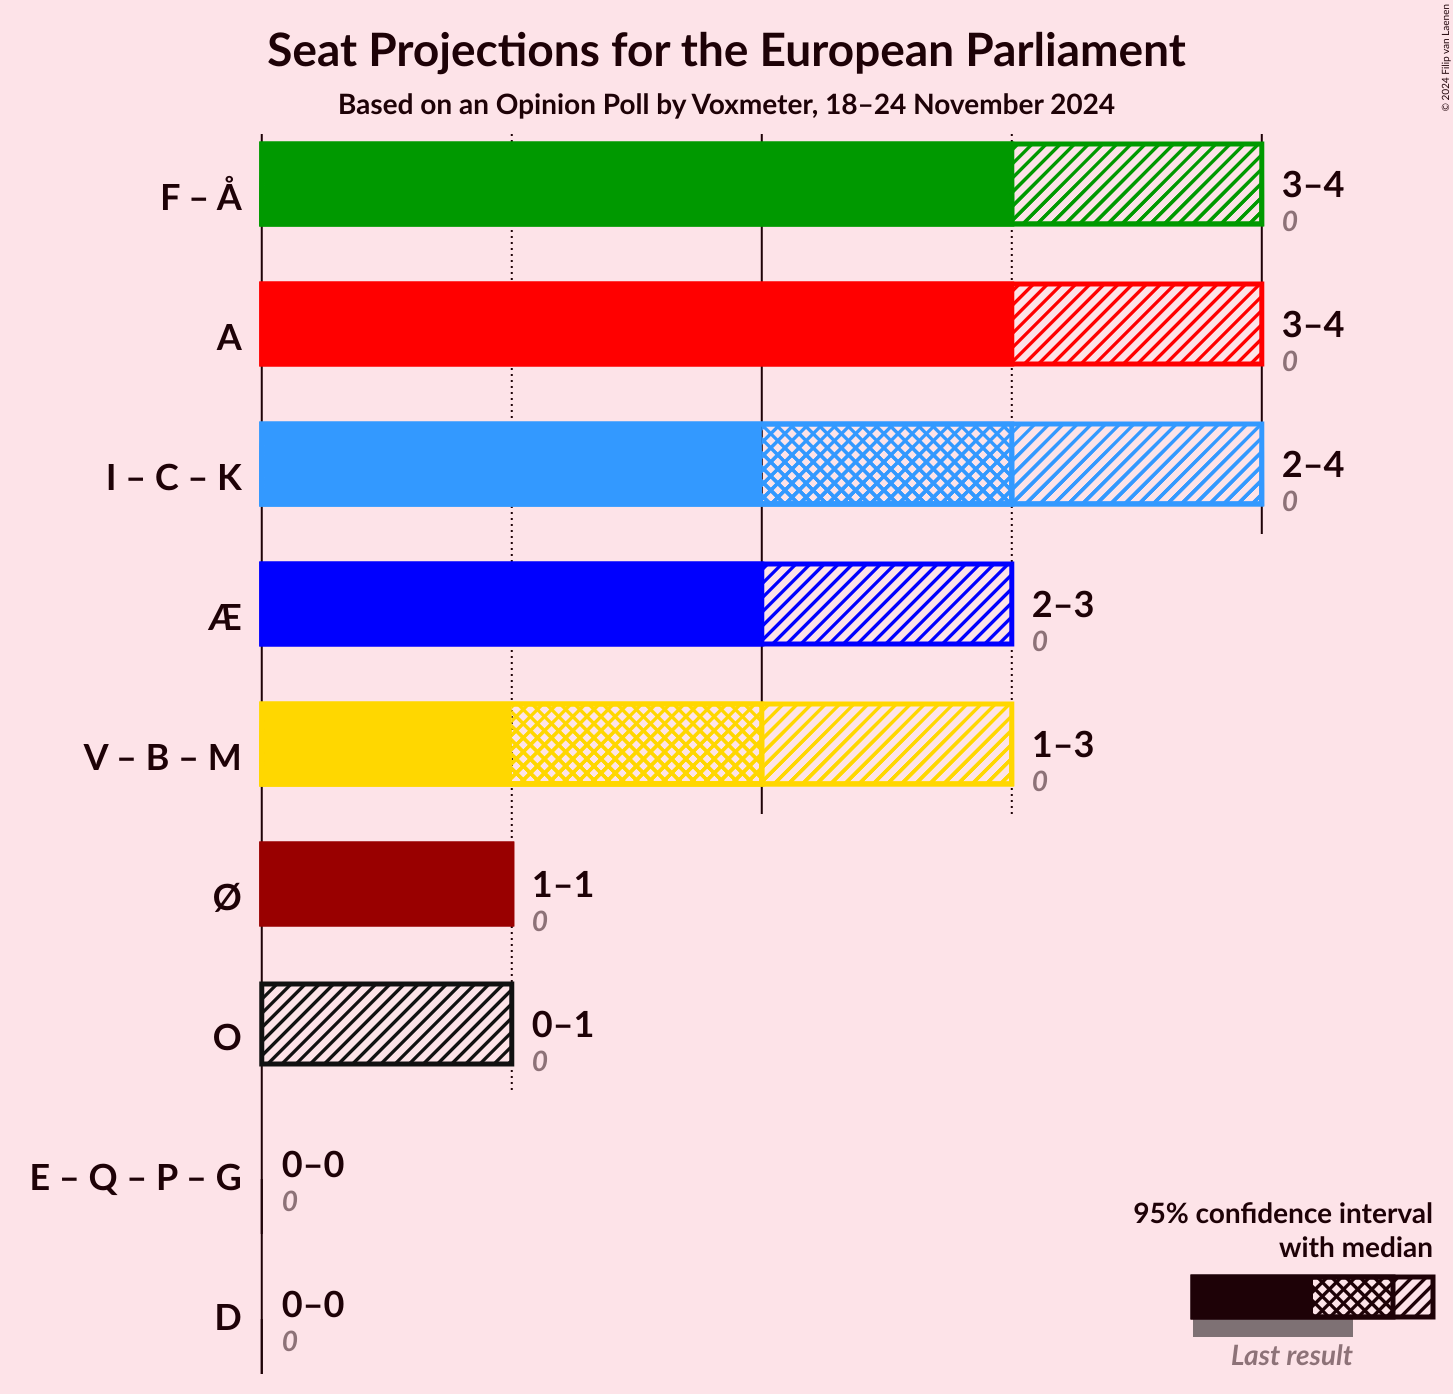 Seat Projections for the European Parliament
Based on an Opinion Poll by Voxmeter, 18–24 November 2024
© 2024 Filip van Laenen
F – Å
3–4
0
A
3–4
0
I – C – K
2–4
0
Æ
2–3
0
V – B – M
1–3
0
Ø
1–1
0
O
0–1
0
E – Q – P – G
0–0
0
D
0–0
0
95% confidence interval
with median
Last result